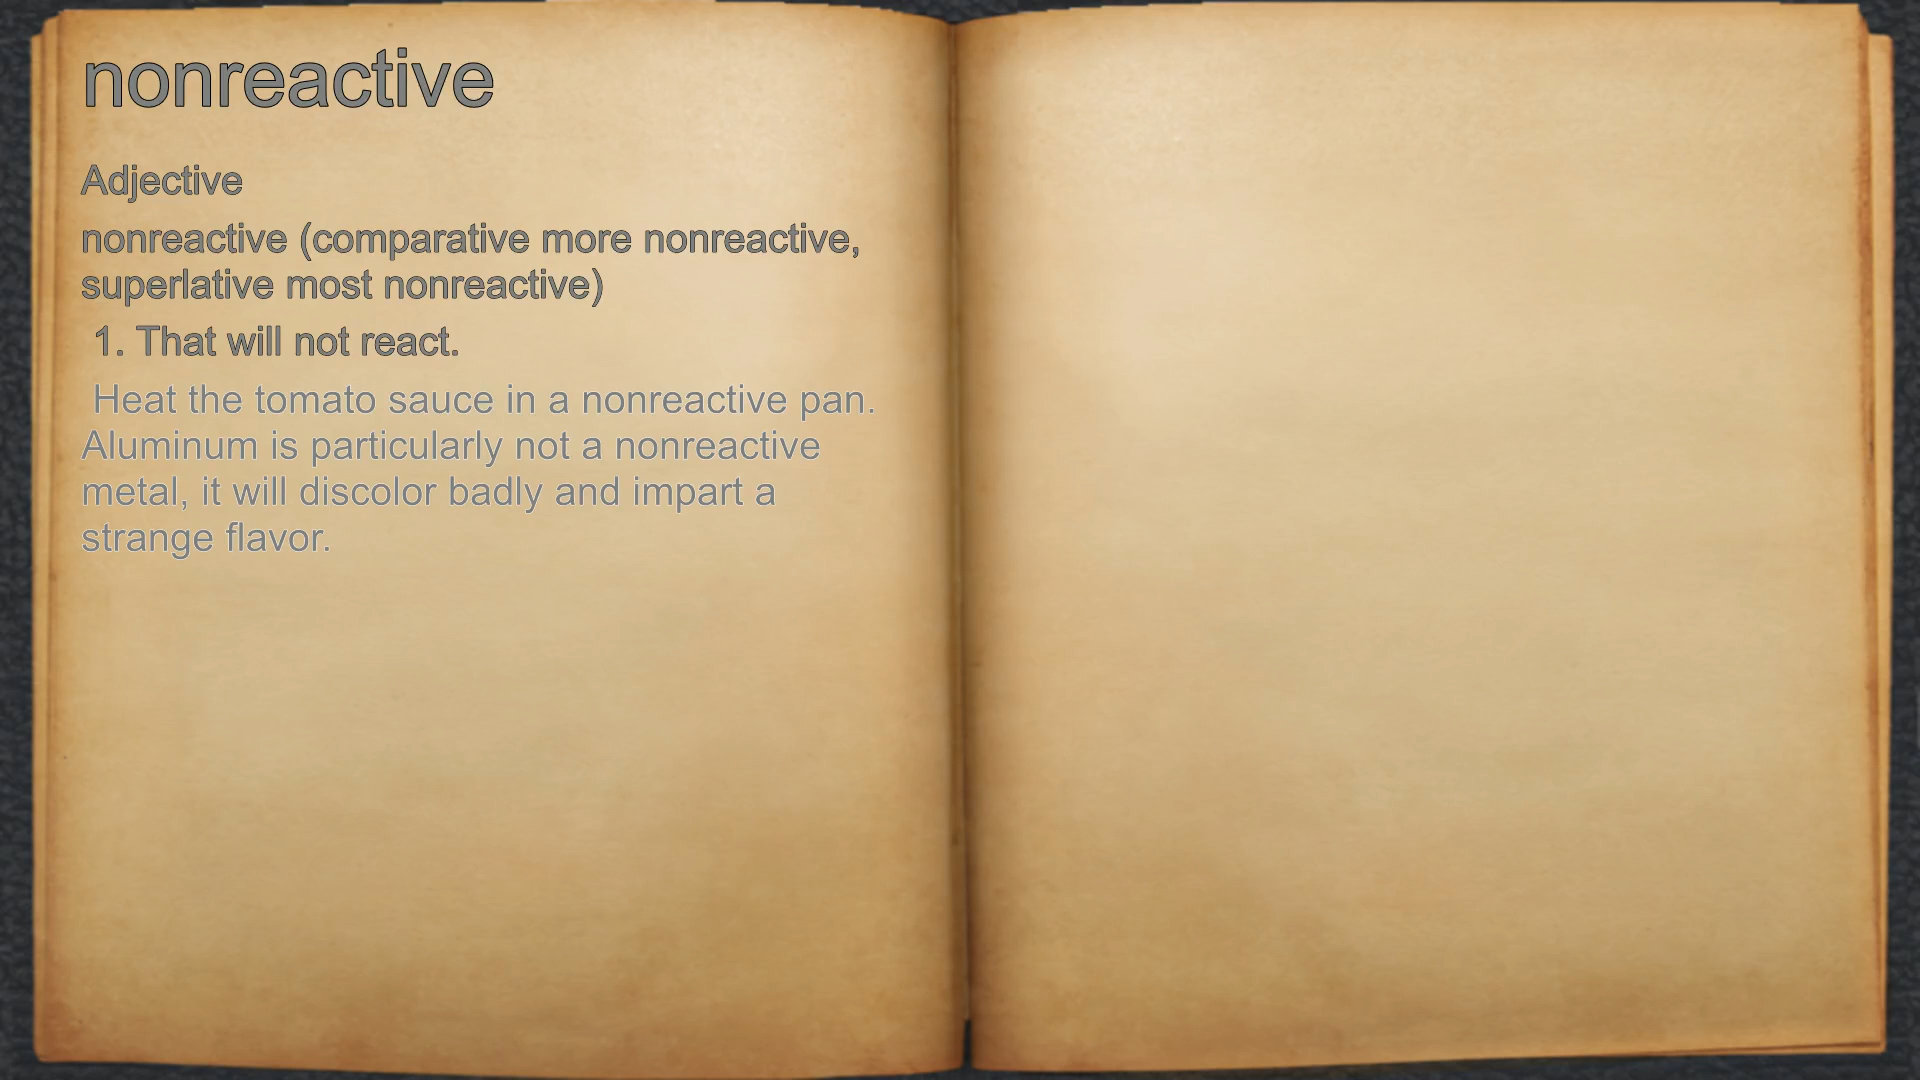 nonreactive
Adjective
nonreactive (comparative more nonreactive,
superlative most nonreactive)
1. That will not react.
Heat the tomato sauce in a nonreactive pan.
Aluminum is particularly not a nonreactive
metal, it will discolor badly and impart a
strange flavor.